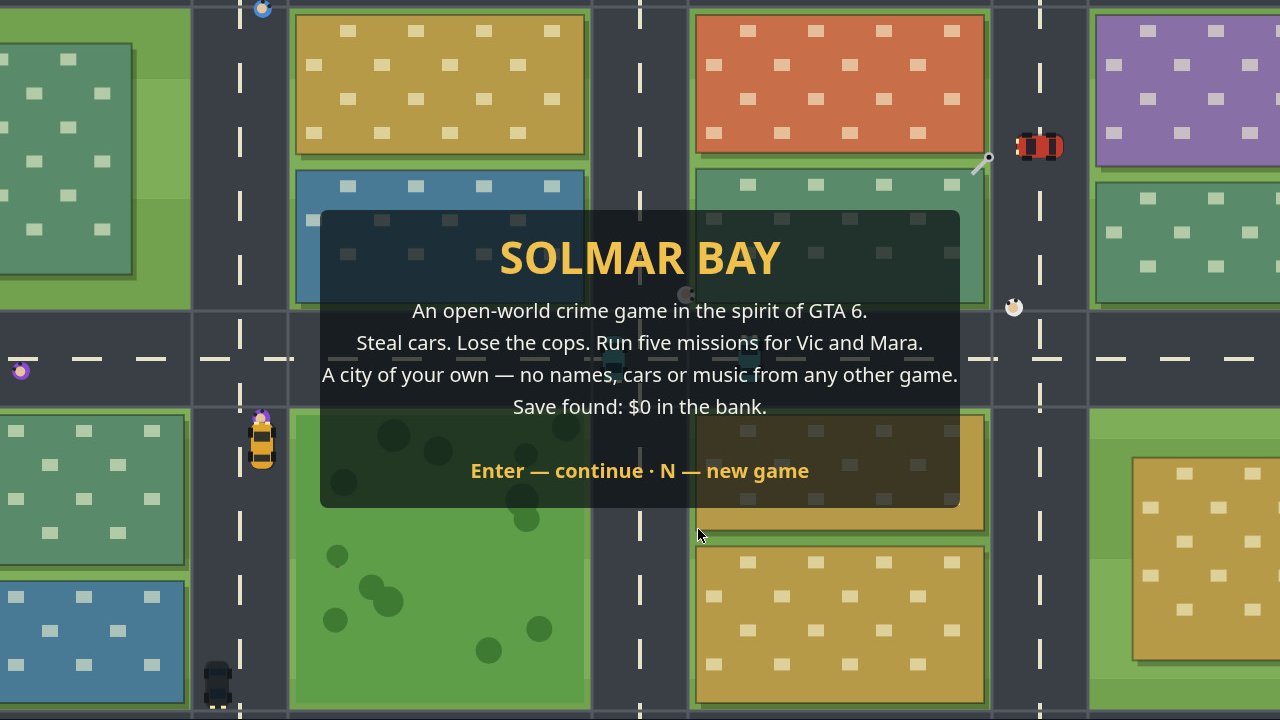 SOLMAR BAY
An open-world crime game in the spirit of GTA 6.
Steal cars. Lose the cops. Run five missions for Vic and Mara.
A city of your own — no names, cars or music from any other game.
Save found: $0 in the bank.
Enter — continue · N — new game